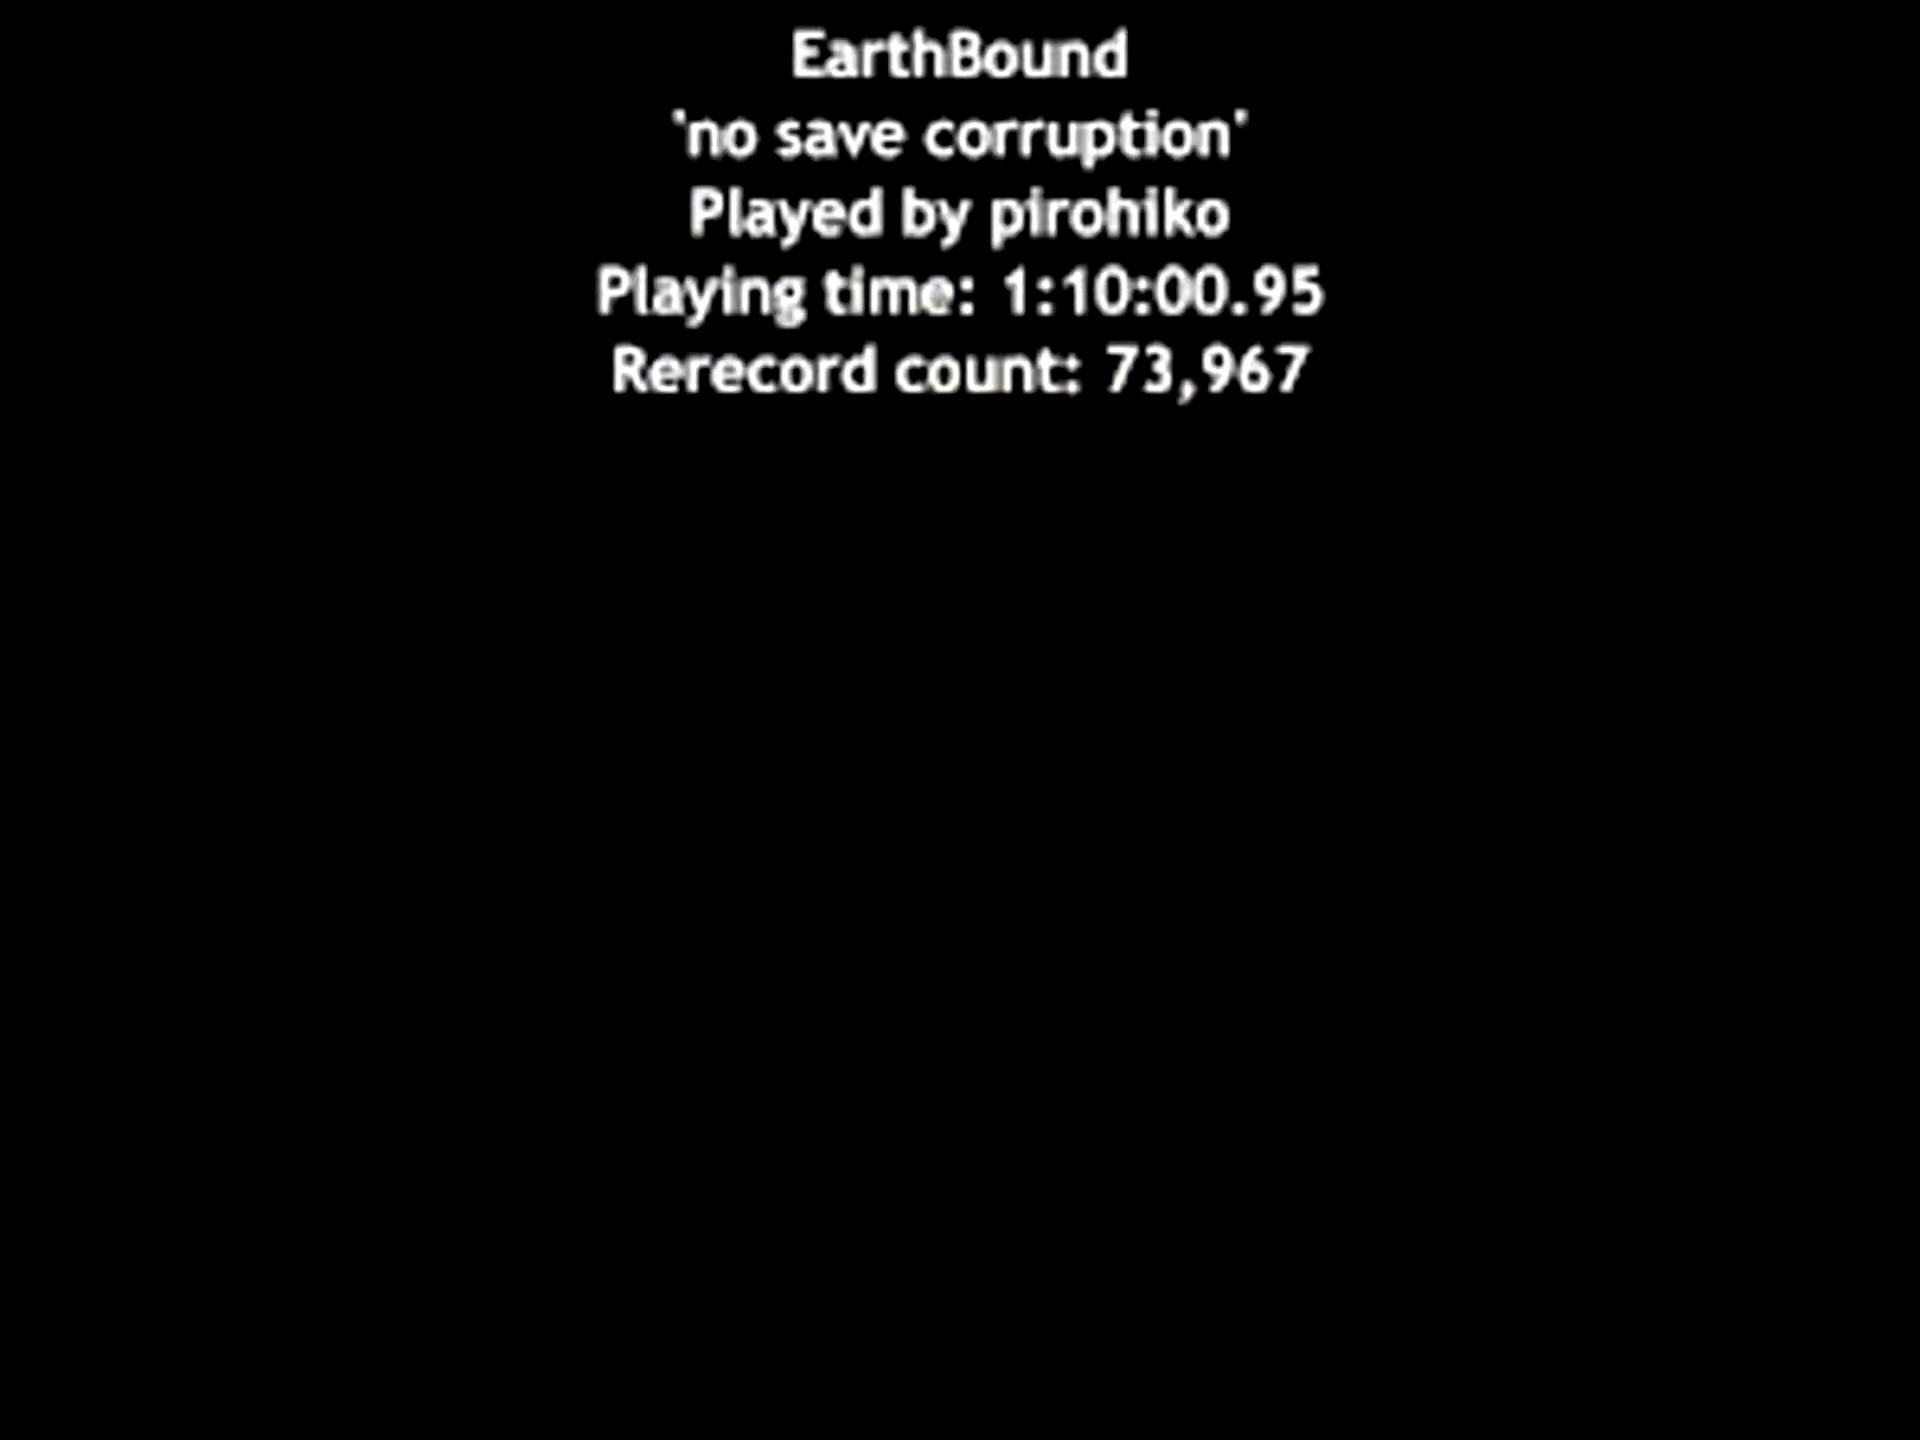 EarthBound
'no save corruption'
Played by pirohiko
Playing time: 1:10:00.95
Rerecord count: 73,967